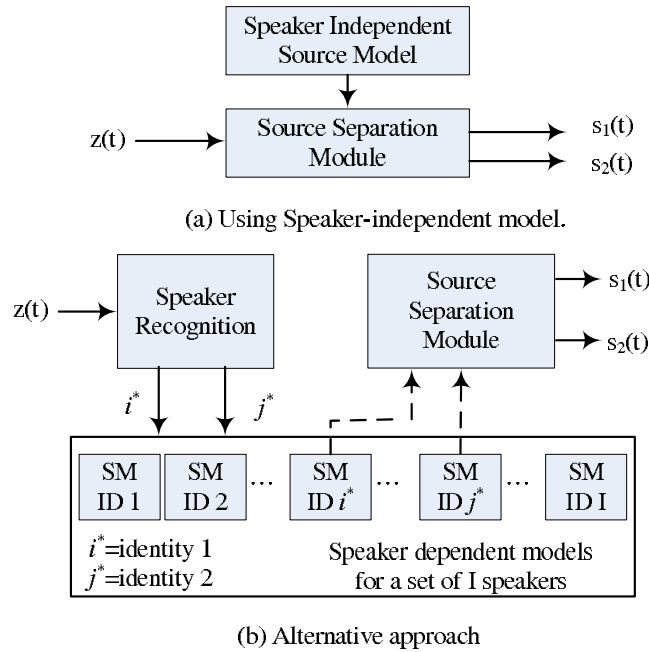 Speaker Independent
Source Model
z(t)
Source Separation
Module
s₁(t)
s₂(t)
(a) Using Speaker-independent model.
z(t)
Speaker
Recognition
Source
Separation
Module
s₁(t)
s₂(t)
i* j*
SM
ID 1
SM
ID 2
...
SM
ID i*
...
SM
ID j*
...
SM
ID I
i*=identity 1
j*=identity 2
Speaker dependent models
for a set of I speakers
(b) Alternative approach